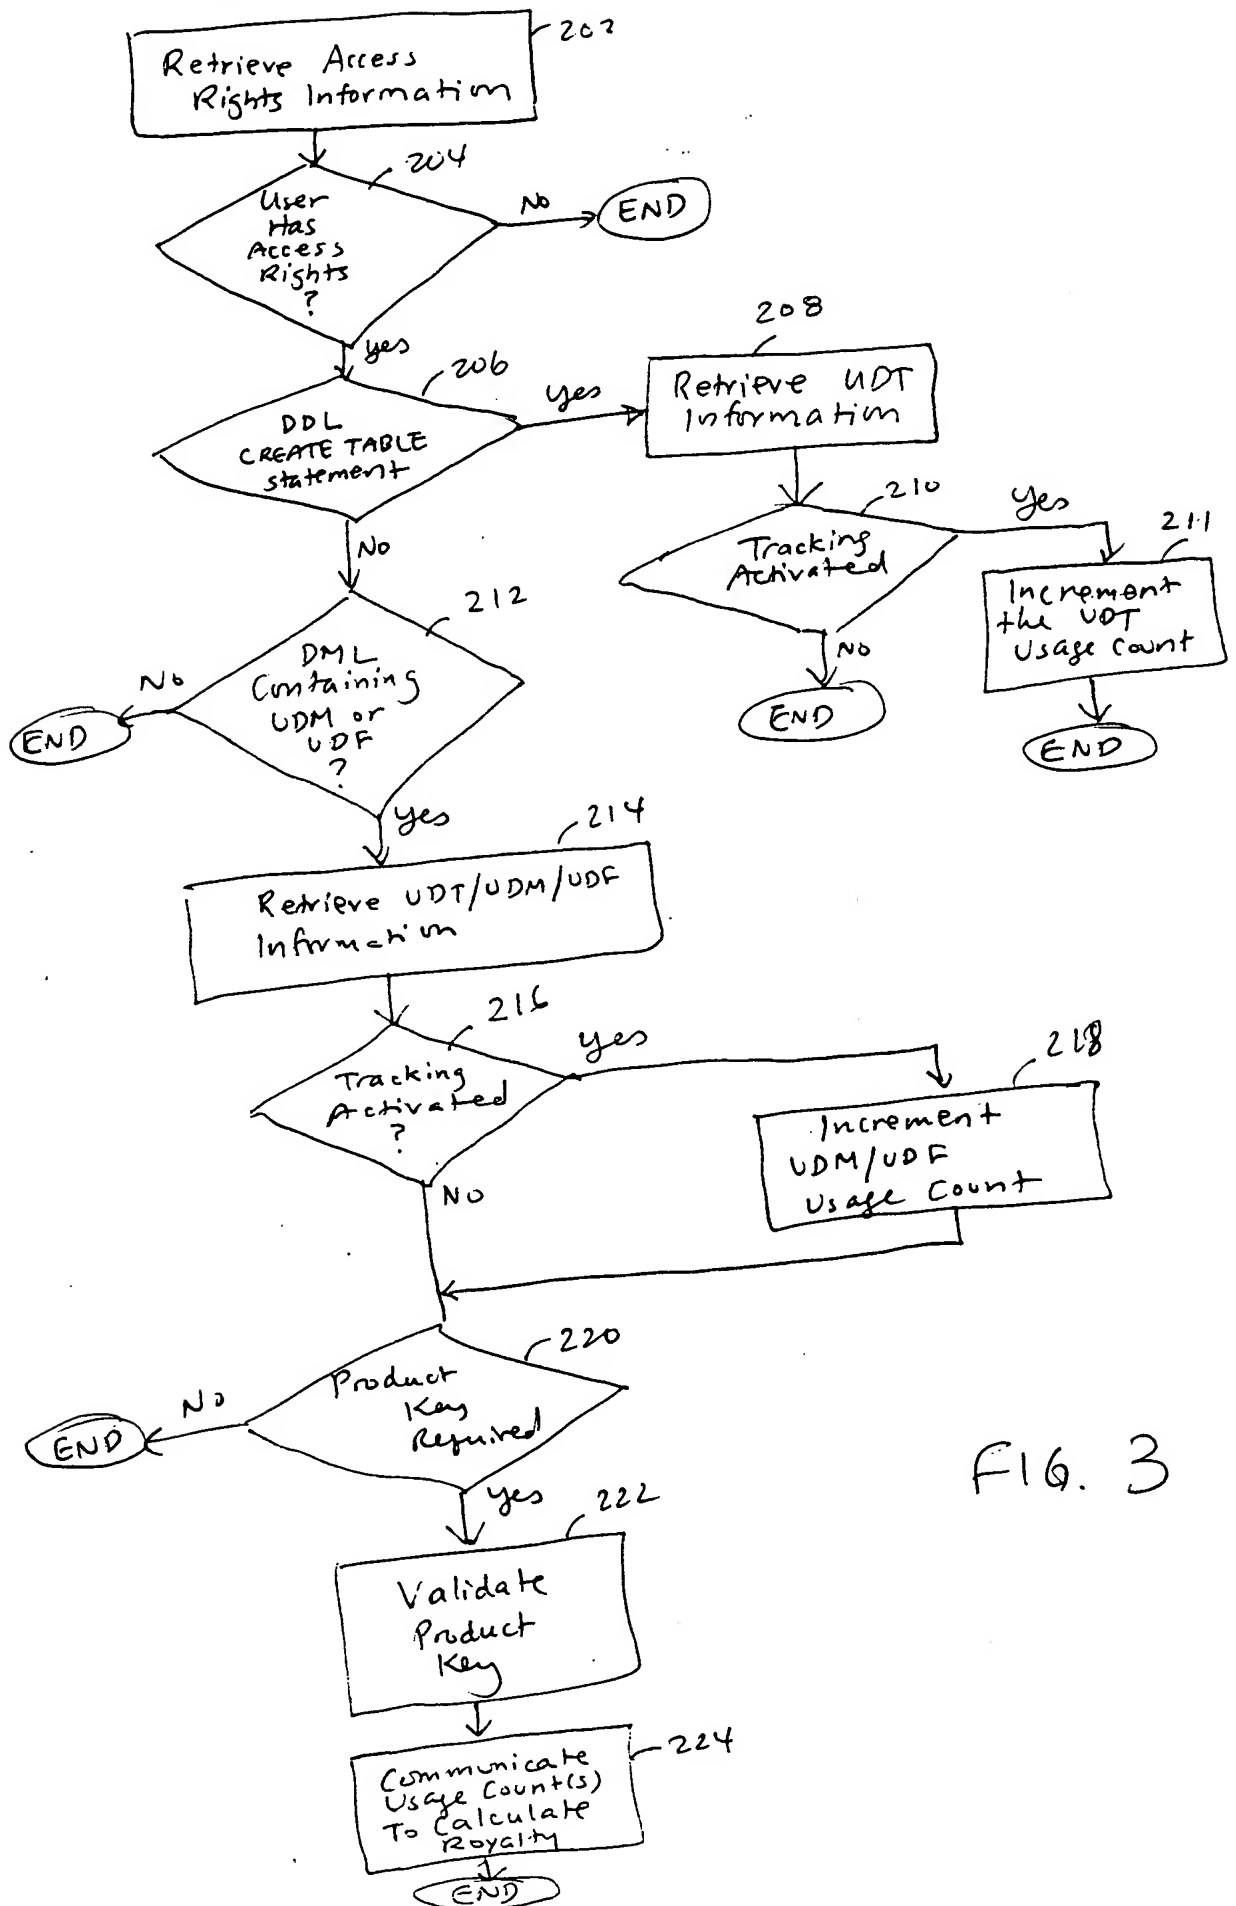 202
Retrieve Access
Rights Information
204
User
Has
Access
Rights
?
No
END
yes
206
DDL
CREATE TABLE
statement
yes
208
Retrieve UDT
Information
210
Tracking
Activated
yes
211
Increment
the UDT
Usage Count
END
No
END
No
212
DML
Containing
UDM or
UDF
?
No
END
yes
214
Retrieve UDT/UDM/UDF
Information
216
Tracking
Activated
?
yes
218
Increment
UDM/UDF
Usage Count
No
220
Product
Key
Required
No
END
yes
222
Validate
Product
Key
224
Communicate
Usage Count(s)
To Calculate
Royalty
END
FIG. 3